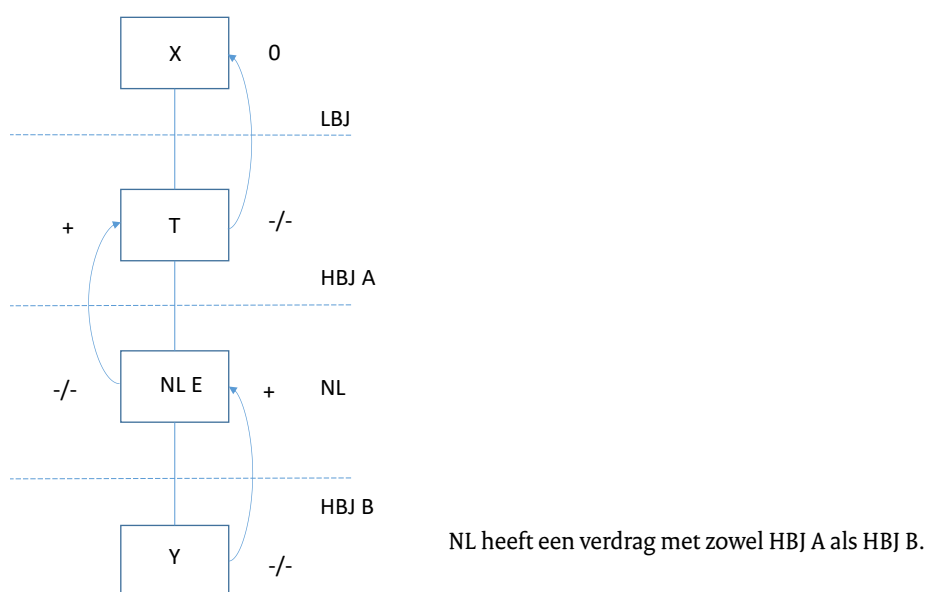 X 0
LBJ
+ T -/-
HBJ A
-/- NL E + NL
HBJ B
NL heeft een verdrag met zowel HBJ A als HBJ B.
Y -/-